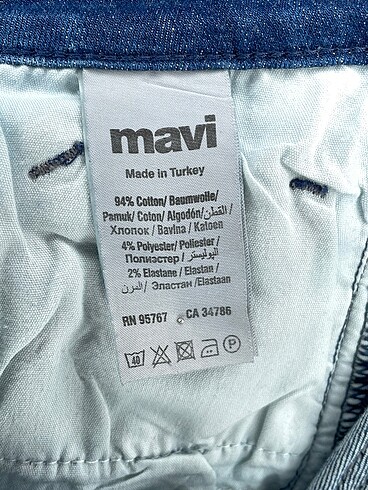 mavi
Made in Turkey
94% Cotton/ Baumwolle/
Pamuk/ Coton/ Algodón/القطن /
Хлопок / Bavlna / Katoen
4% Polyester/ Poliester /
Полиэстер / البوليستر/
2% Elastane / Elastan /
المرن/ Эластан /Elastaan
RN 95767 CA 34786
40 P